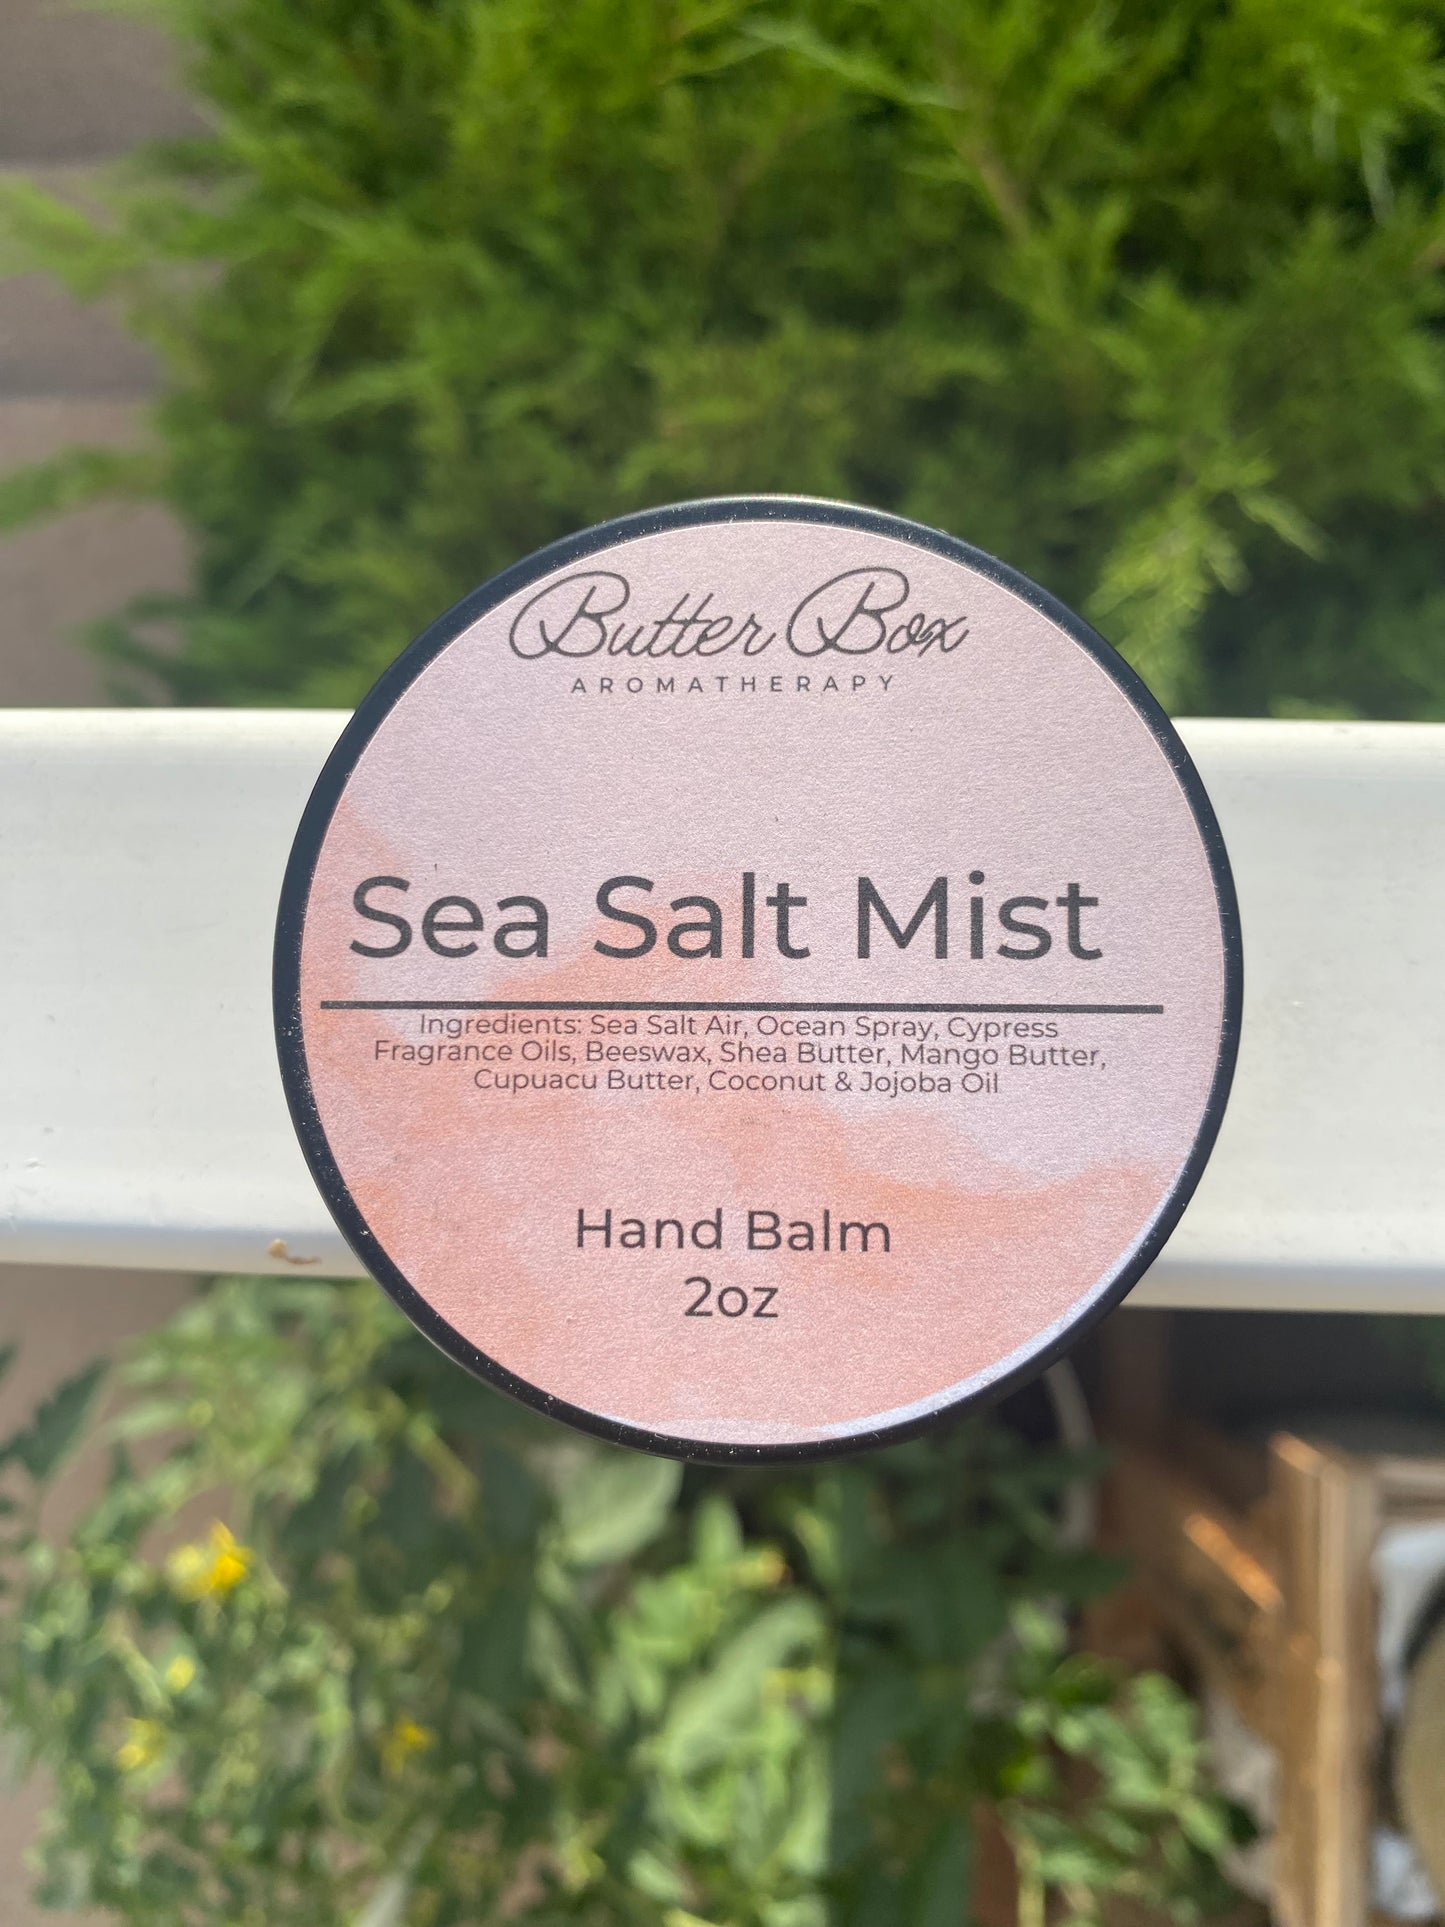 Butter Box
AROMATHERAPY
Sea Salt Mist
Ingredients: Sea Salt Air, Ocean Spray, Cypress
Fragrance Oils, Beeswax, Shea Butter, Mango Butter,
Cupuacu Butter, Coconut & Jojoba Oil
Hand Balm
2oz